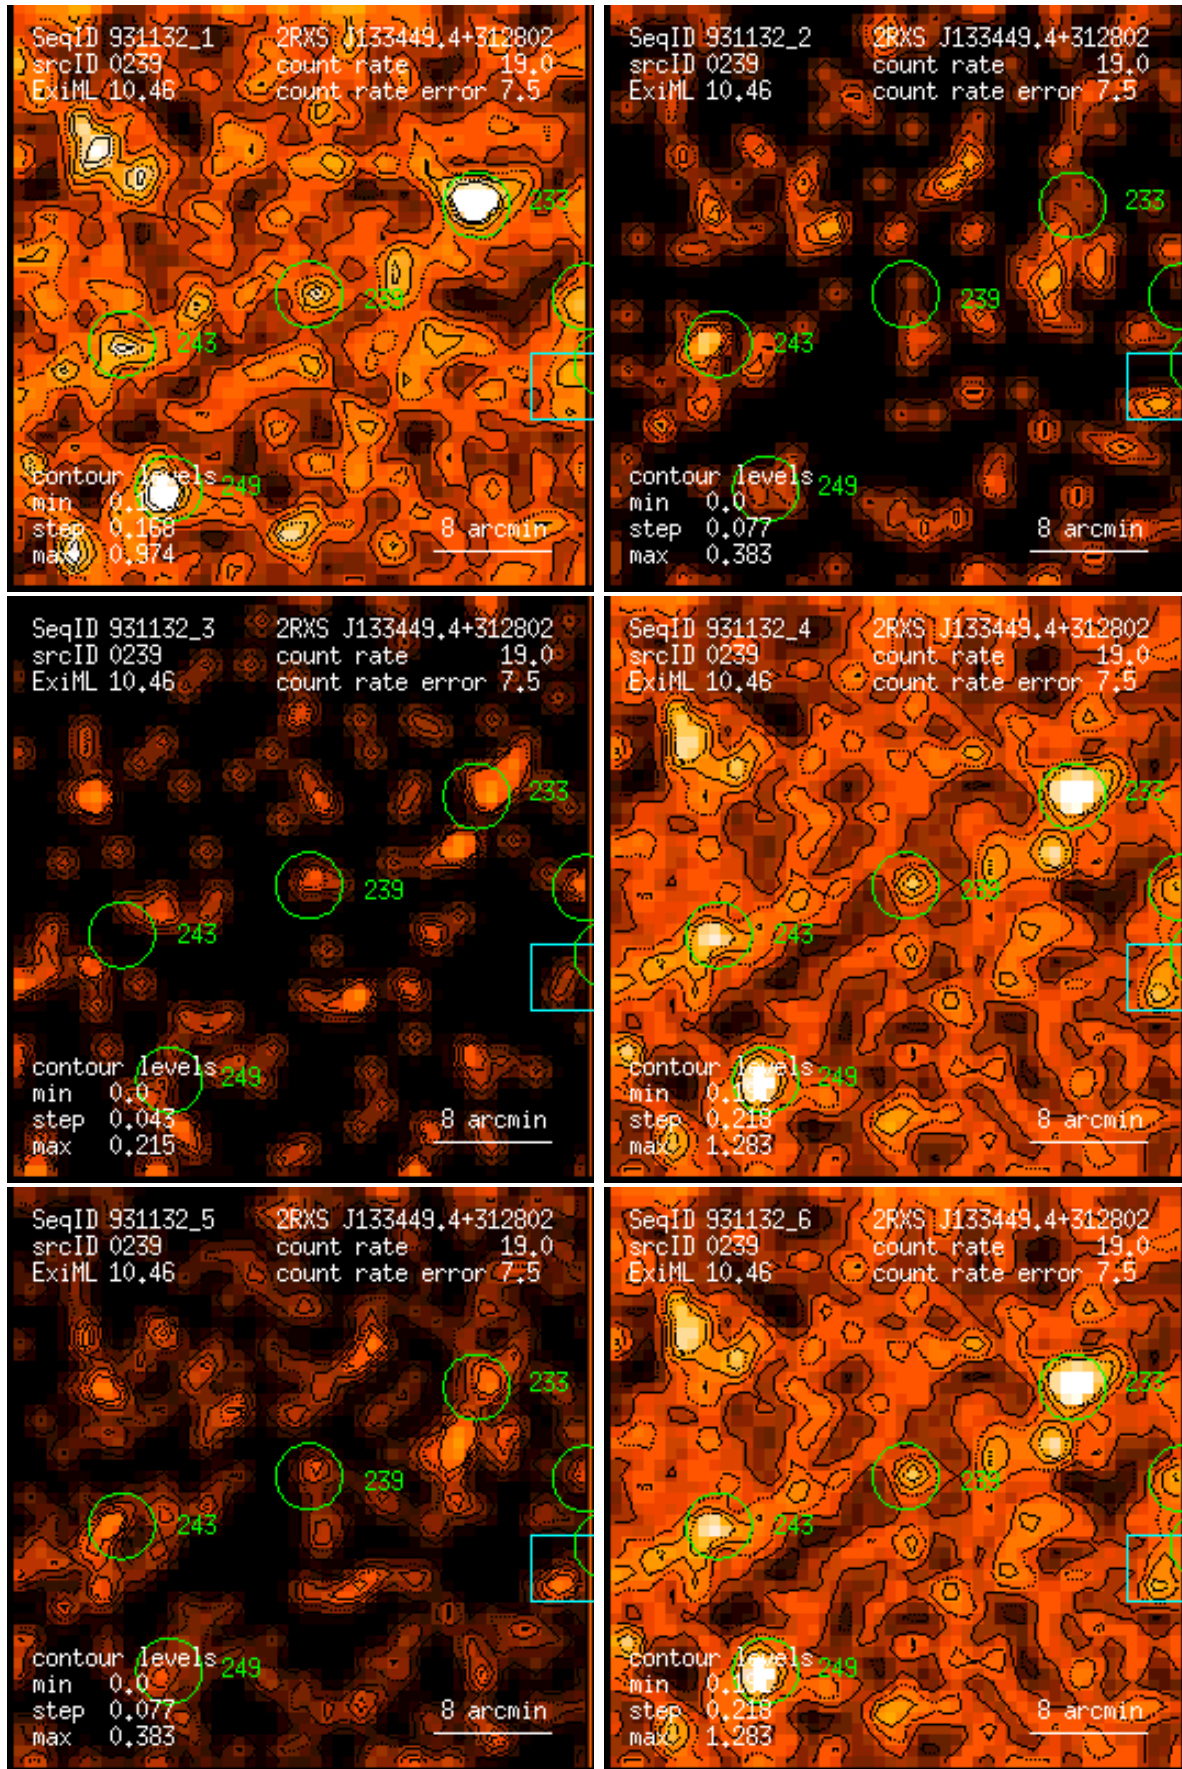 SeqID 931132_1 2RXS J133449.4+312802
srcID 0239 count rate 19.0
ExiML 10.46 count rate error 7.5
233
239
243
contour levels 249
min
step 0.168
max 0.974
8 arcmin
SeqID 931132_2 2RXS J133449.4+312802
srcID 0239 count rate 19.0
ExiML 10.46 count rate error 7.5
233
239
243
contour levels 249
min 0.0
step 0.077
max 0.383
8 arcmin
SeqID 931132_3 2RXS J133449.4+312802
srcID 0239 count rate 19.0
ExiML 10.46 count rate error 7.5
233
239
243
contour levels 249
min 0.0
step 0.043
max 0.215
8 arcmin
SeqID 931132_4 2RXS J133449.4+312802
srcID 0239 count rate 19.0
ExiML 10.46 count rate error 7.5
233
239
243
contour levels 249
min
step 0.218
max 1.283
8 arcmin
SeqID 931132_5 2RXS J133449.4+312802
srcID 0239 count rate 19.0
ExiML 10.46 count rate error 7.5
233
239
243
contour levels 249
min 0.0
step 0.077
max 0.383
8 arcmin
SeqID 931132_6 2RXS J133449.4+312802
srcID 0239 count rate 19.0
ExiML 10.46 count rate error 7.5
233
239
243
contour levels 249
min
step 0.218
max 1.283
8 arcmin